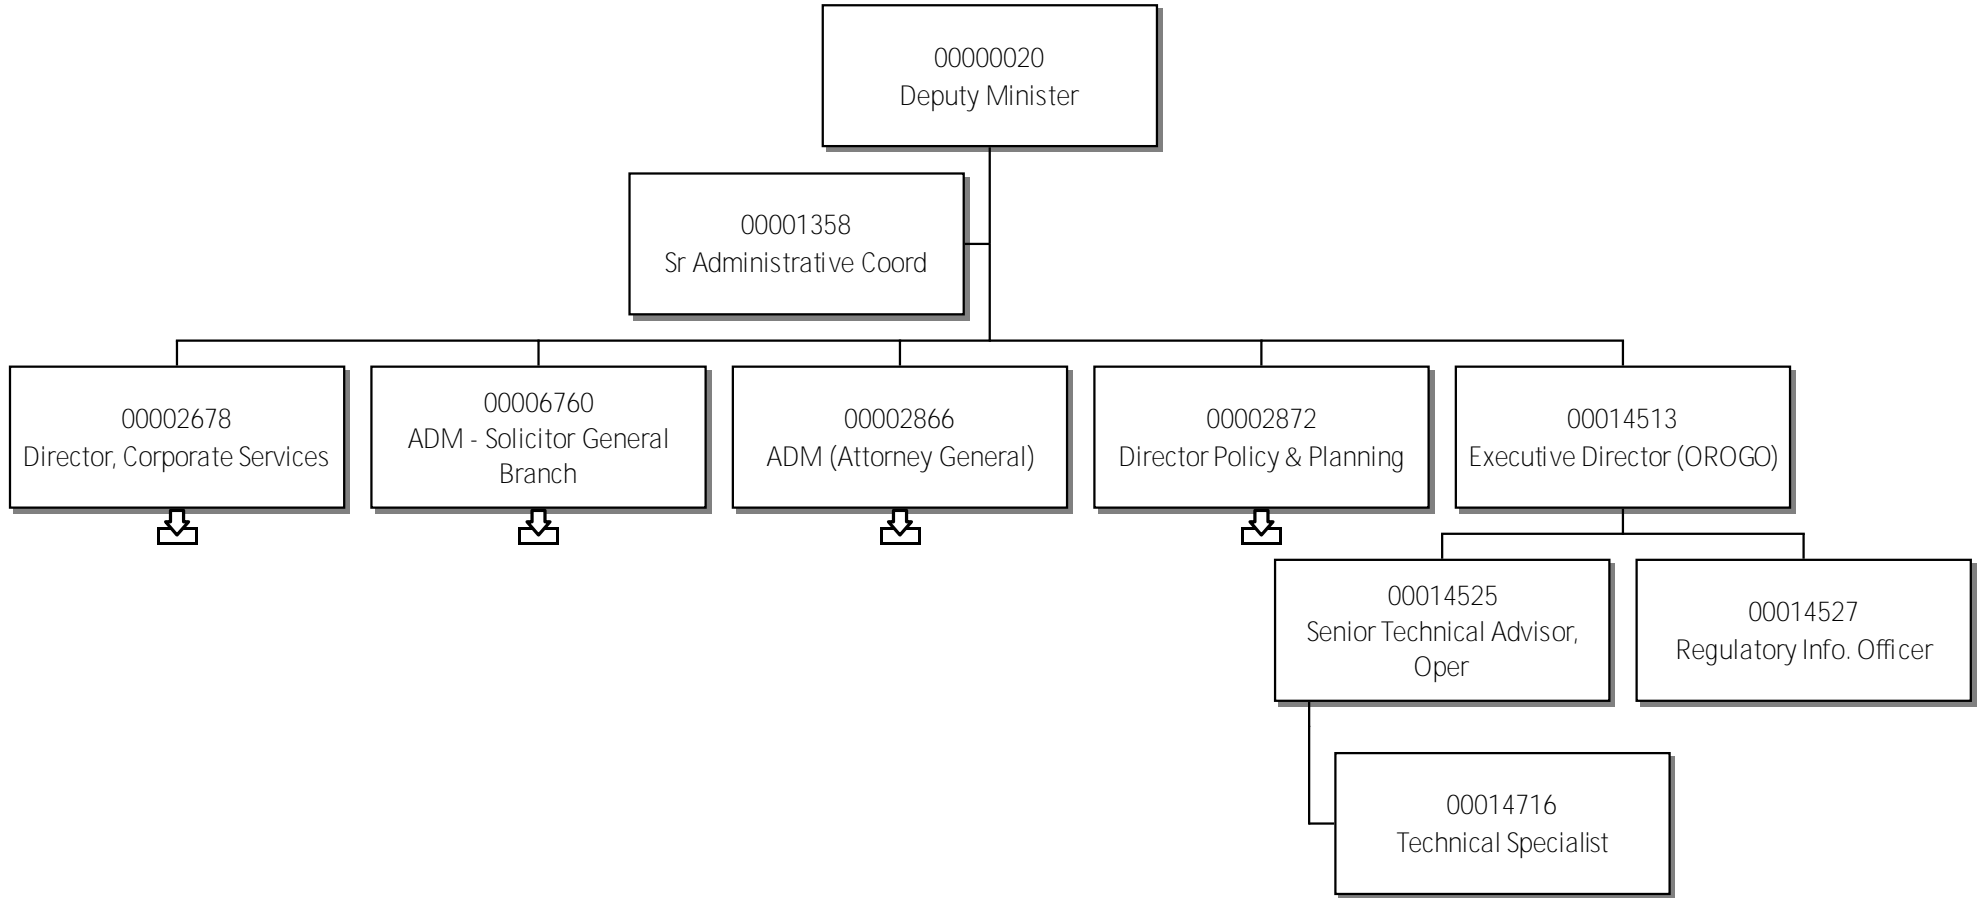 00000020
Deputy Minister
00001358
Sr Administrative Coord
00002678
Director, Corporate Services
00006760
ADM - Solicitor General
Branch
00002866
ADM (Attorney General)
00002872
Director Policy & Planning
00014513
Executive Director (OROGO)
00014525
Senior Technical Advisor,
Oper
00014527
Regulatory Info. Officer
00014716
Technical Specialist